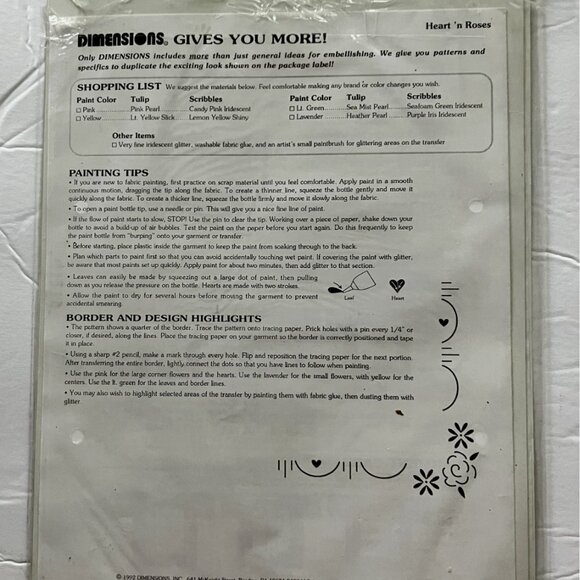 Heart 'n Roses
DIMENSIONS® GIVES YOU MORE!
Only DIMENSIONS includes more than just general ideas for embellishing. We give you patterns and
specifics to duplicate the exciting look shown on the package label!
SHOPPING LIST We suggest the materials below. Feel comfortable making any brand or color changes you wish.
Paint Color Tulip Scribbles Paint Color Tulip Scribbles
☐ Pink..............Pink Pearl.......Candy Pink Iridescent ☐ Lt. Green........Sea Mist Pearl........Seafoam Green Iridescent
☐ Yellow..........Lt. Yellow Slick....Lemon Yellow Shiny ☐ Lavender........Heather Pearl.........Purple Iris Iridescent
Other Items
☐ Very fine iridescent glitter, washable fabric glue, and an artist's small paintbrush for glittering areas on the transfer
PAINTING TIPS
• If you are new to fabric painting, first practice on scrap material until you feel comfortable. Apply paint in a smooth
continuous motion, dragging the tip along the fabric. To create a thinner line, squeeze the bottle gently and move it
quickly along the fabric. To create a thicker line, squeeze the bottle firmly and move it slowly along the fabric.
• To open a paint bottle tip, use a needle or pin. This will give you a nice fine line of paint.
• If the flow of paint starts to slow, STOP! Use the pin to clear the tip. Working over a piece of paper, shake down your
bottle to avoid a build-up of air bubbles. Test the paint on the paper before you start again. Do this frequently to keep
the paint bottle from "burping" onto your garment or transfer.
• Before starting, place plastic inside the garment to keep the paint from soaking through to the back.
• Plan which parts to paint first so that you can avoid accidentally touching wet paint. If covering the paint with glitter,
be aware that most paints set up quickly. Apply paint for about two minutes, then add glitter to that section.
• Leaves can easily be made by squeezing out a large dot of paint, then pulling
down as you release the pressure on the bottle. Hearts are made with two strokes.
Leaf Heart
• Allow the paint to dry for several hours before moving the garment to prevent
accidental smearing.
BORDER AND DESIGN HIGHLIGHTS
• The pattern shows a quarter of the border. Trace the pattern onto tracing paper. Prick holes with a pin every 1/4" or
closer, if desired, along the lines. Place the tracing paper on your garment so the border is correctly positioned and tape
it in place.
• Using a sharp #2 pencil, make a mark through every hole. Flip and reposition the tracing paper for the next portion.
After transferring the entire border, lightly connect the dots so that you have lines to follow when painting.
• Use the pink for the large corner flowers and the hearts. Use the lavender for the small flowers, with yellow for the
centers. Use the lt. green for the leaves and border lines.
• You may also wish to highlight selected areas of the transfer by painting them with fabric glue, then dusting them with
glitter.
© 1992 DIMENSIONS, INC.